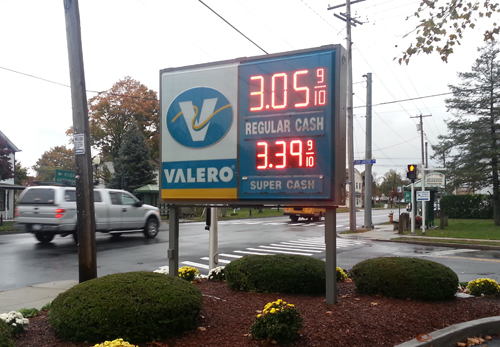 3.05 9/10
REGULAR CASH
3.39 9/10
SUPER CASH
V
VALERO